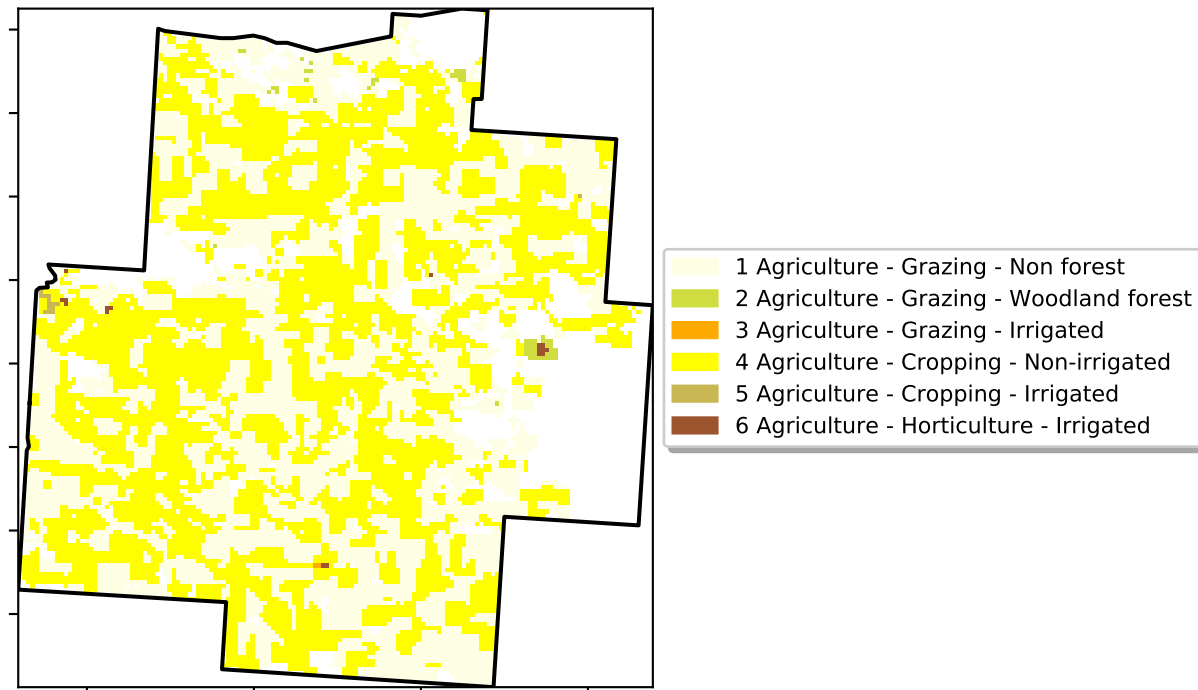 1 Agriculture - Grazing - Non forest
2 Agriculture - Grazing - Woodland forest
3 Agriculture - Grazing - Irrigated
4 Agriculture - Cropping - Non-irrigated
5 Agriculture - Cropping - Irrigated
6 Agriculture - Horticulture - Irrigated